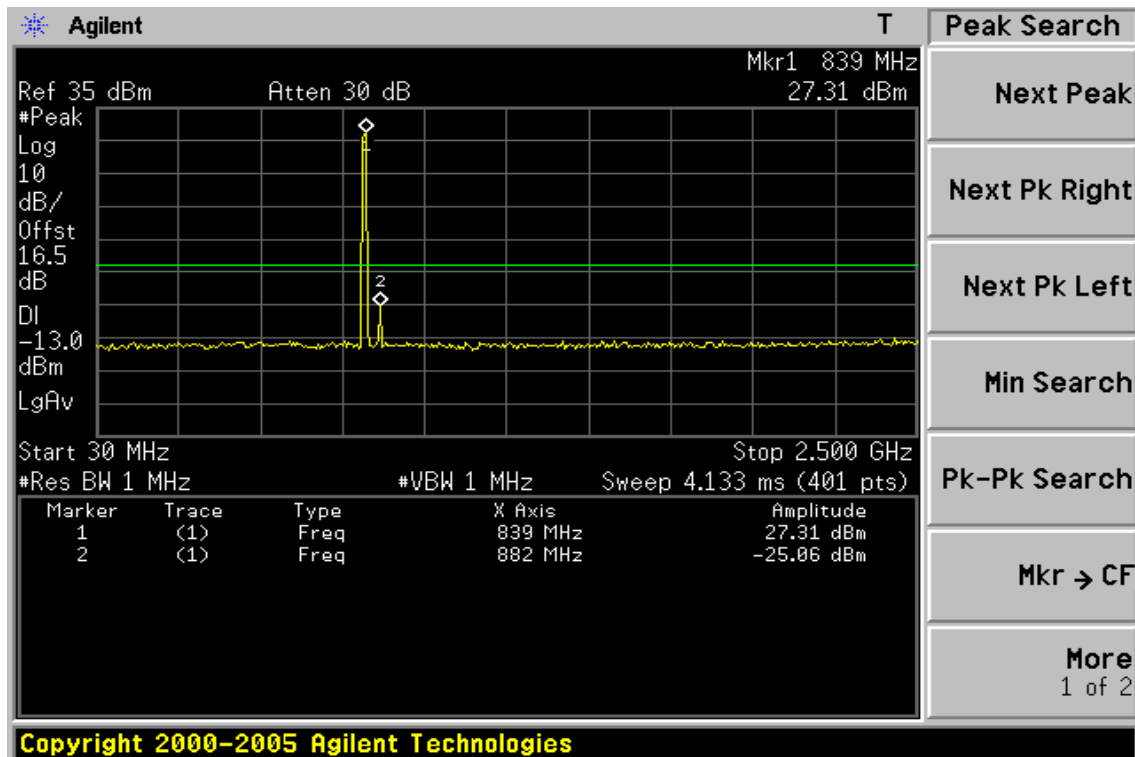 Agilent T Peak Search
Mkr1 839 MHz
Ref 35 dBm Atten 30 dB 27.31 dBm
#Peak
Log
10
dB/
Offst
16.5
dB
DI
-13.0
dBm
LgAv
1
2
Start 30 MHz Stop 2.500 GHz
#Res BW 1 MHz #VBW 1 MHz Sweep 4.133 ms (401 pts)
Marker Trace Type X Axis Amplitude
1 (1) Freq 839 MHz 27.31 dBm
2 (1) Freq 882 MHz -25.06 dBm
Next Peak
Next Pk Right
Next Pk Left
Min Search
Pk-Pk Search
Mkr → CF
More
1 of 2
Copyright 2000-2005 Agilent Technologies